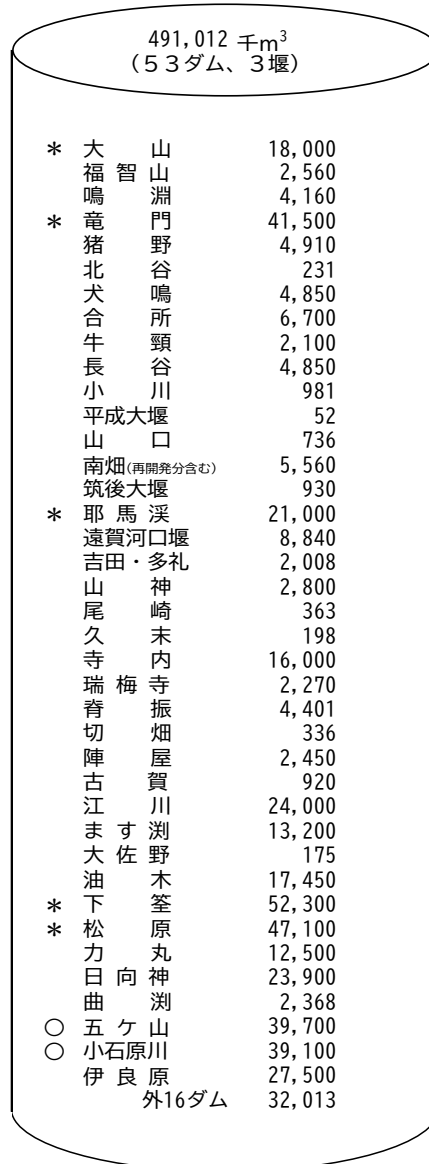 491,012 千m³
（５３ダム、３堰）
＊ 大山 18,000
福智山 2,560
鳴淵 4,160
＊ 竜門 41,500
猪野 4,910
北谷 231
犬鳴 4,850
合所 6,700
牛頸 2,100
長谷 4,850
小川 981
平成大堰 52
山口 736
南畑(再開発分含む) 5,560
筑後大堰 930
＊ 耶馬渓 21,000
遠賀河口堰 8,840
吉田・多礼 2,008
山神 2,800
尾崎 363
久末 198
寺内 16,000
瑞梅寺 2,270
脊振 4,401
切畑 336
陣屋 2,450
古賀 920
江川 24,000
ます渕 13,200
大佐野 175
油木 17,450
＊ 下筌 52,300
＊ 松原 47,100
力丸 12,500
日向神 23,900
曲渕 2,368
○ 五ケ山 39,700
○ 小石原川 39,100
伊良原 27,500
外16ダム 32,013